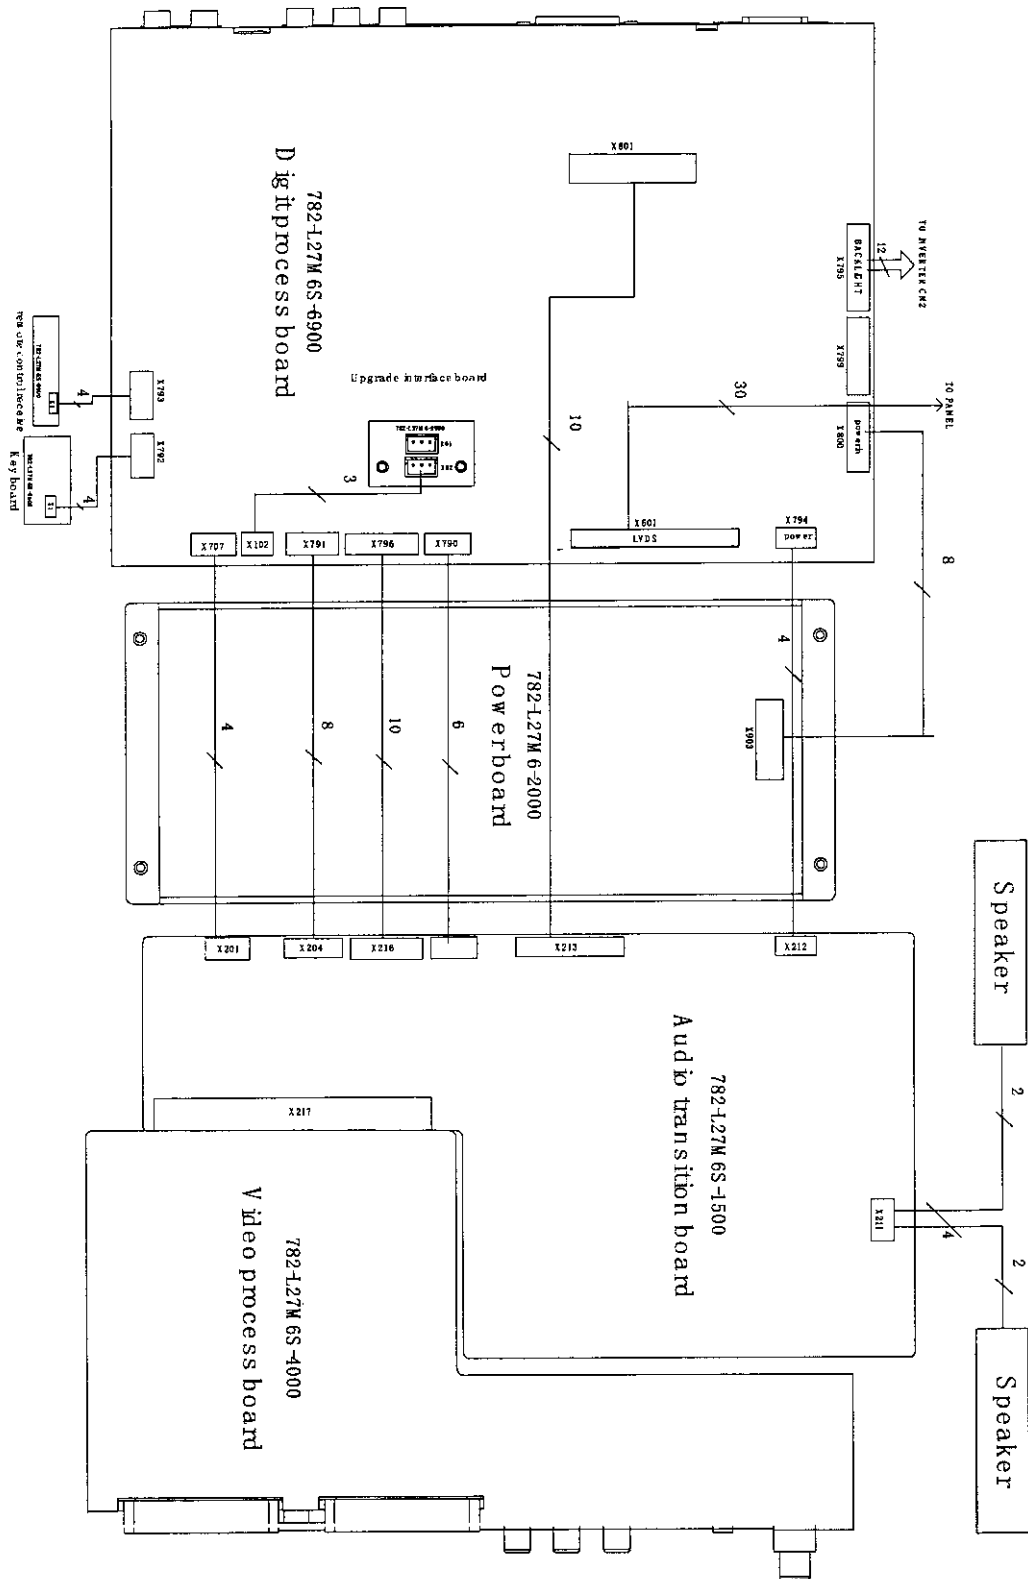 X601
TO INVERTER CN2
12
BACKLIGHT
X795
X799
TO PANEL
power
X800
782-L27M6S-6900
Digit process board
30
10
8
Upgrade interface board
3
X793
X792
4
4
Key board
X601
LVDS
X794
power
X707
X102
X791
X796
X790
782-L27M6-2000
Powerboard
X903
4
4
8
10
6
X201
X204
X216
X213
X212
Speaker
2
782-L27M6S-1500
Audio transition board
X217
X211
4
2
Speaker
782-L27M6S-4000
Video process board